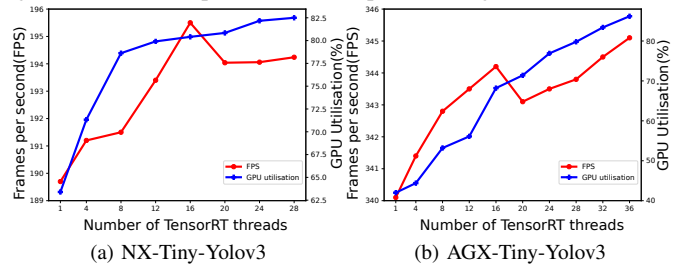 Frames per second(FPS)
196
195
194
193
192
191
190
189
FPS
GPU utilisation
82.5
80.0
77.5
75.0
72.5
70.0
67.5
65.0
62.5
GPU Utilisation(%)
1 4 8 12 16 20 24 28
Number of TensorRT threads
(a) NX-Tiny-Yolov3
Frames per second(FPS)
346
345
344
343
342
341
340
FPS
GPU utilisation
80
70
60
50
40
GPU Utilisation(%)
1 4 8 12 16 20 24 28 32 36
Number of TensorRT threads
(b) AGX-Tiny-Yolov3